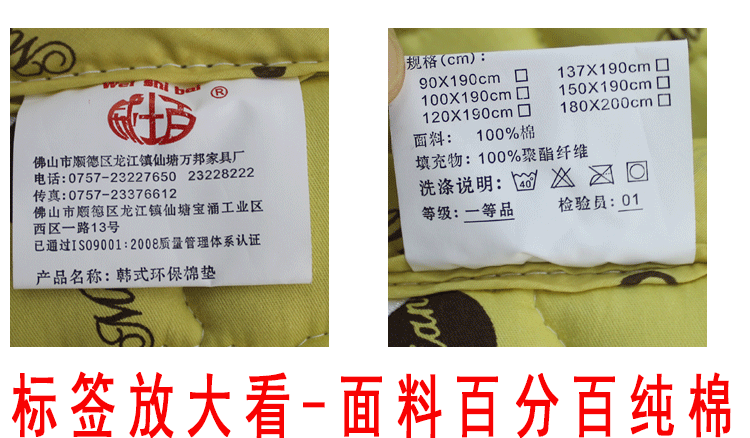 Wei shi bai
®
佛山市顺德区龙江镇仙塘万邦家具厂
电话:0757-23227650 23228222
传真:0757-23376612
佛山市顺德区龙江镇仙塘宝涌工业区
西区一路13号
已通过ISO9001:2008质量管理体系认证
产品名称:韩式环保棉垫
规格(cm):
90X190cm □ 137X190cm □
100X190cm □ 150X190cm □
120X190cm □ 180X200cm □
面料: 100%棉
填充物:100%聚酯纤维
洗涤说明: 40
等级:一等品 检验员:01
标签放大看-面料百分百纯棉